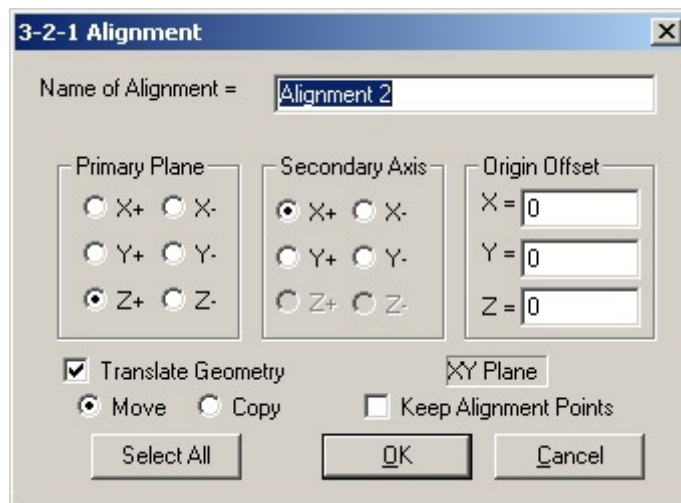 3-2-1 Alignment
Name of Alignment = Alignment 2
Primary Plane Secondary Axis Origin Offset
X+ X- X+ X- X = 0
Y+ Y- Y+ Y- Y = 0
Z+ Z- Z+ Z- Z = 0
Translate Geometry XY Plane
Move Copy Keep Alignment Points
Select All OK Cancel